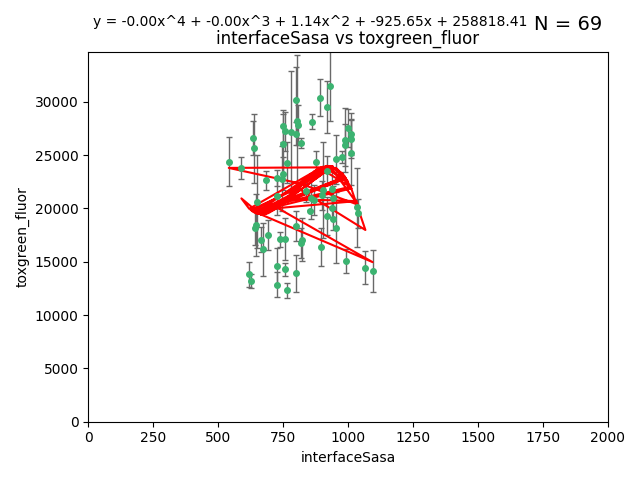 y = -0.00x^4 + -0.00x^3 + 1.14x^2 + -925.65x + 258818.41 N = 69
interfaceSasa vs toxgreen_fluor
30000
25000
20000
15000
10000
5000
0
toxgreen_fluor
0 250 500 750 1000 1250 1500 1750 2000
interfaceSasa